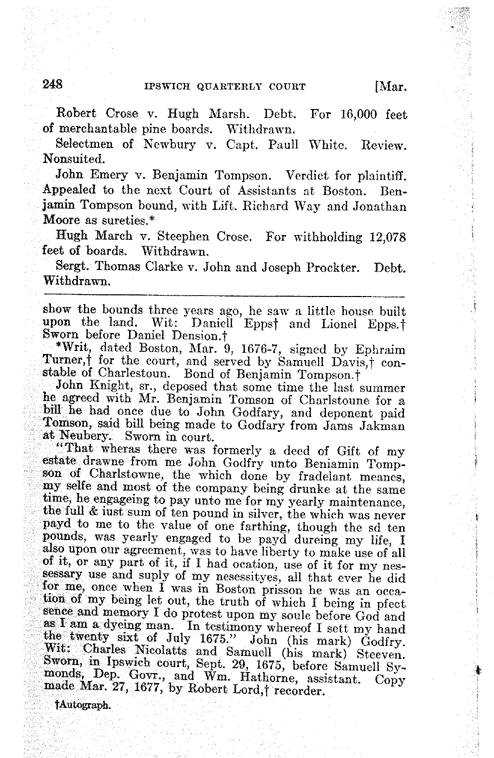 248 IPSWICH QUARTERLY COURT [Mar.
Robert Crose v. Hugh Marsh. Debt. For 16,000 feet
of merchantable pine boards. Withdrawn.
Selectmen of Newbury v. Capt. Paull White. Review.
Nonsuited.
John Emery v. Benjamin Tompson. Verdict for plaintiff.
Appealed to the next Court of Assistants at Boston. Ben-
jamin Tompson bound, with Lift. Richard Way and Jonathan
Moore as sureties.*
Hugh March v. Steephen Crose. For withholding 12,078
feet of boards. Withdrawn.
Sergt. Thomas Clarke v. John and Joseph Prockter. Debt.
Withdrawn.
show the bounds three years ago, he saw a little house built
upon the land. Wit: Daniell Epps† and Lionel Epps.†
Sworn before Daniel Dension.†
*Writ, dated Boston, Mar. 9, 1676-7, signed by Ephraim
Turner,† for the court, and served by Samuell Davis,† con-
stable of Charlestoun. Bond of Benjamin Tompson.†
John Knight, sr., deposed that some time the last summer
he agreed with Mr. Benjamin Tomson of Charlstoune for a
bill he had once due to John Godfary, and deponent paid
Tomson, said bill being made to Godfary from Jams Jakman
at Neubery. Sworn in court.
"That wheras there was formerly a deed of Gift of my
estate drawne from me John Godfry unto Beniamin Tomp-
son of Charlstowne, the which done by fradelant meanes,
my selfe and most of the company being drunke at the same
time, he engageing to pay unto me for my yearly maintenance,
the full & iust sum of ten pound in silver, the which was never
payd to me to the value of one farthing, though the sd ten
pounds, was yearly engaged to be payd dureing my life, I
also upon our agreement, was to have liberty to make use of all
of it, or any part of it, if I had ocation, use of it for my nes-
sessary use and suply of my nesessityes, all that ever he did
for me, once when I was in Boston prisson he was an occa-
tion of my being let out, the truth of which I being in pfect
sence and memory I do protest upon my soule before God and
as I am a dyeing man. In testimony whereof I sett my hand
the twenty sixt of July 1675." John (his mark) Godfry.
Wit: Charles Nicolatts and Samuell (his mark) Steeven.
Sworn, in Ipswich court, Sept. 29, 1675, before Samuell Sy-
monds, Dep. Govr., and Wm. Hathorne, assistant. Copy
made Mar. 27, 1677, by Robert Lord,† recorder.
†Autograph.